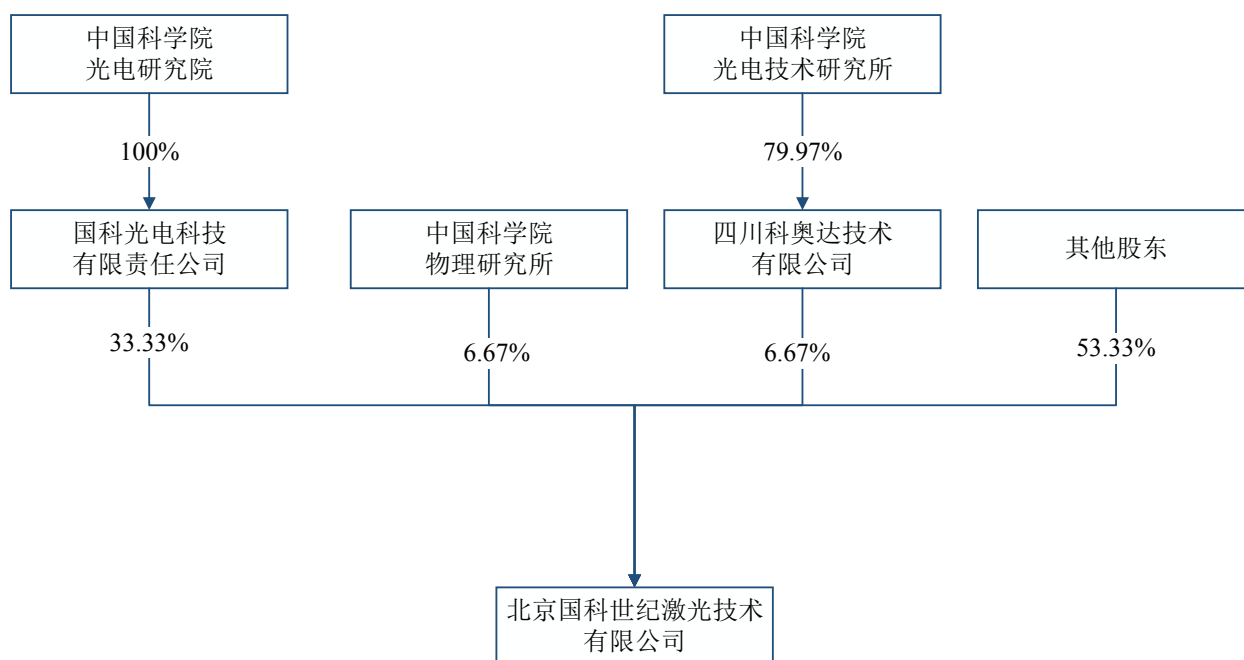 中国科学院
光电研究院
中国科学院
光电技术研究所
100%
79.97%
国科光电科技
有限责任公司
中国科学院
物理研究所
四川科奥达技术
有限公司
其他股东
33.33%
6.67%
6.67%
53.33%
北京国科世纪激光技术
有限公司